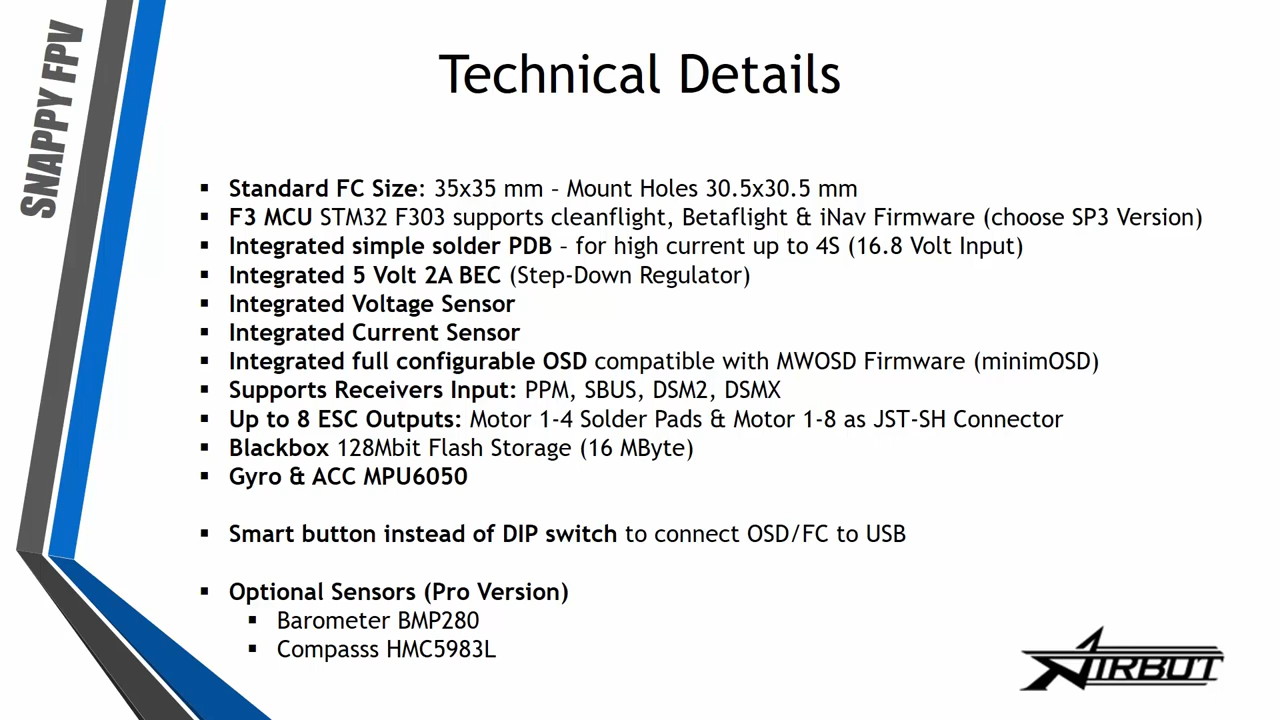 SNAPPY FPV
Technical Details
▪ Standard FC Size: 35x35 mm – Mount Holes 30.5x30.5 mm
▪ F3 MCU STM32 F303 supports cleanflight, Betaflight & iNav Firmware (choose SP3 Version)
▪ Integrated simple solder PDB – for high current up to 4S (16.8 Volt Input)
▪ Integrated 5 Volt 2A BEC (Step-Down Regulator)
▪ Integrated Voltage Sensor
▪ Integrated Current Sensor
▪ Integrated full configurable OSD compatible with MWOSD Firmware (minimOSD)
▪ Supports Receivers Input: PPM, SBUS, DSM2, DSMX
▪ Up to 8 ESC Outputs: Motor 1-4 Solder Pads & Motor 1-8 as JST-SH Connector
▪ Blackbox 128Mbit Flash Storage (16 MByte)
▪ Gyro & ACC MPU6050
▪ Smart button instead of DIP switch to connect OSD/FC to USB
▪ Optional Sensors (Pro Version)
▪ Barometer BMP280
▪ Compasss HMC5983L
AIRBOT